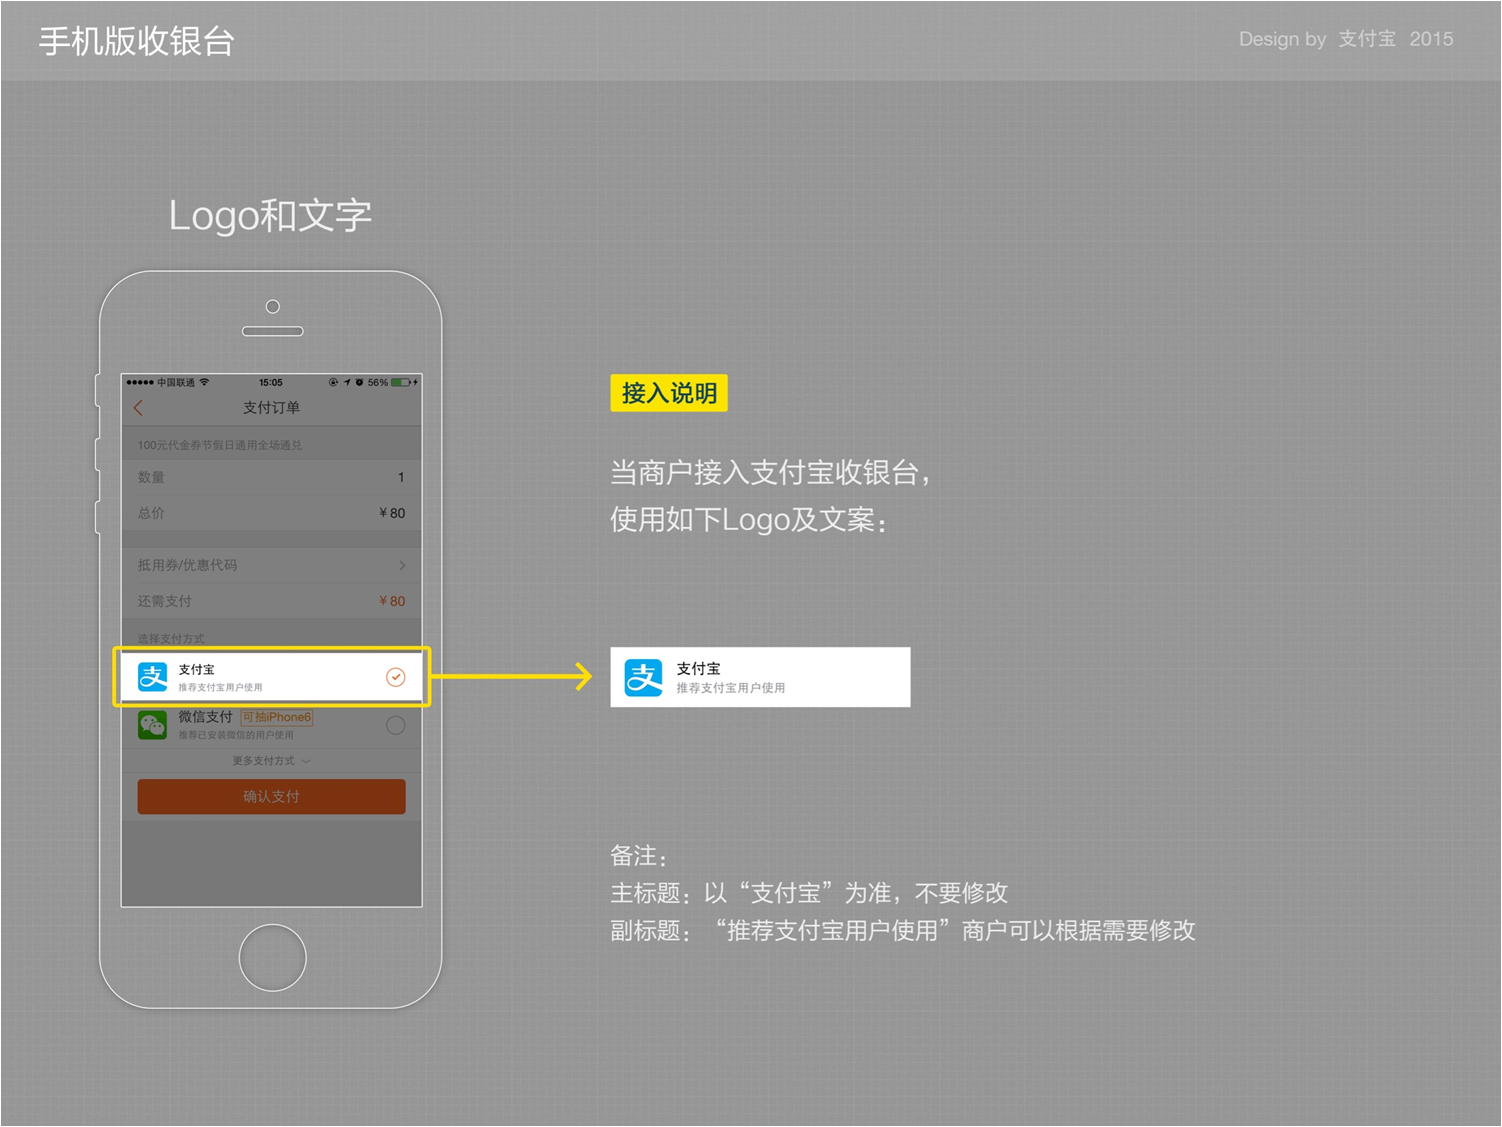 手机版收银台
Design by 支付宝 2015
Logo和文字
中国联通 15:05 56%
支付订单
100元代金券节假日通用全场通兑
数量 1
总价 ¥80
抵用券/优惠代码
还需支付 ¥80
选择支付方式
支付宝
推荐支付宝用户使用
微信支付 可抽iPhone6
推荐已安装微信的用户使用
更多支付方式
确认支付
接入说明
当商户接入支付宝收银台，
使用如下Logo及文案：
支 支付宝
推荐支付宝用户使用
备注：
主标题：以“支付宝”为准，不要修改
副标题：“推荐支付宝用户使用”商户可以根据需要修改